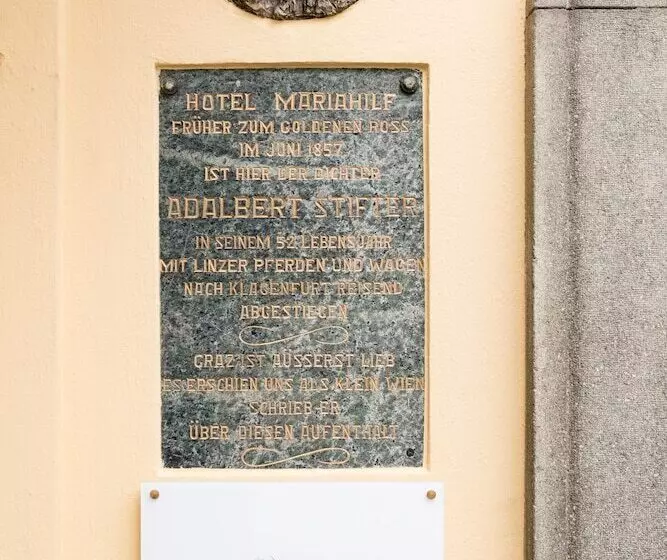 HOTEL MARIAHILF
FRÜHER ZUM GOLDENEN ROSS
IM JUNI 1857
IST HIER DER DICHTER
ADALBERT STIFTER
IN SEINEM 52. LEBENSJAHR
MIT LINZER PFERDEN UND WAGEN
NACH KLAGENFURT REISEND
ABGESTIEGEN
GRAZ IST ÄUSSERST LIEB
ES ERSCHIEN UNS ALS KLEIN WIEN
SCHRIEB ER
ÜBER DIESEN AUFENTHALT